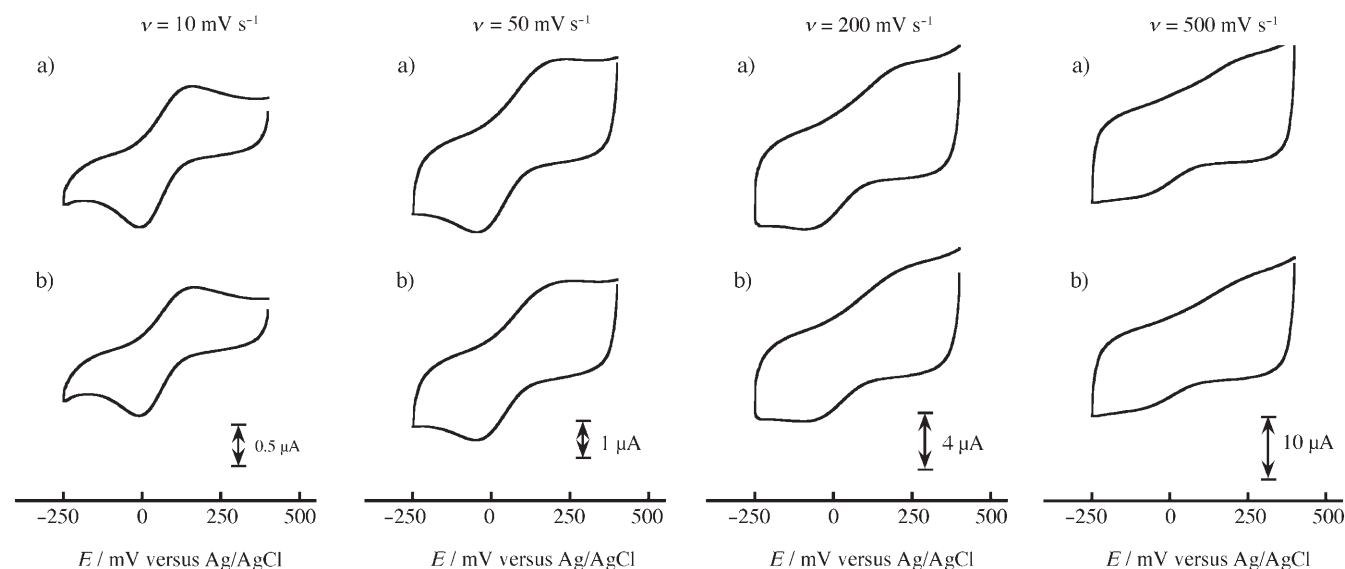 ν = 10 mV s⁻¹
ν = 50 mV s⁻¹
ν = 200 mV s⁻¹
ν = 500 mV s⁻¹
a)
a)
a)
a)
b)
b)
b)
b)
0.5 µA
1 µA
4 µA
10 µA
−250 0 250 500
−250 0 250 500
−250 0 250 500
−250 0 250 500
E / mV versus Ag/AgCl
E / mV versus Ag/AgCl
E / mV versus Ag/AgCl
E / mV versus Ag/AgCl